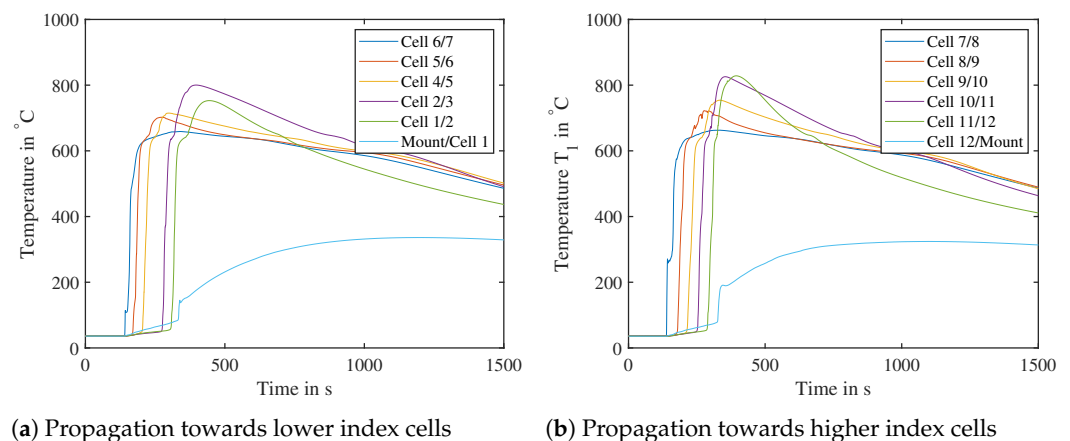 1000
800
600
400
200
0
Temperature in °C
0
500
1000
1500
Time in s
Cell 6/7
Cell 5/6
Cell 4/5
Cell 2/3
Cell 1/2
Mount/Cell 1
(a) Propagation towards lower index cells
1000
800
600
400
200
0
Temperature T_l in °C
0
500
1000
1500
Time in s
Cell 7/8
Cell 8/9
Cell 9/10
Cell 10/11
Cell 11/12
Cell 12/Mount
(b) Propagation towards higher index cells